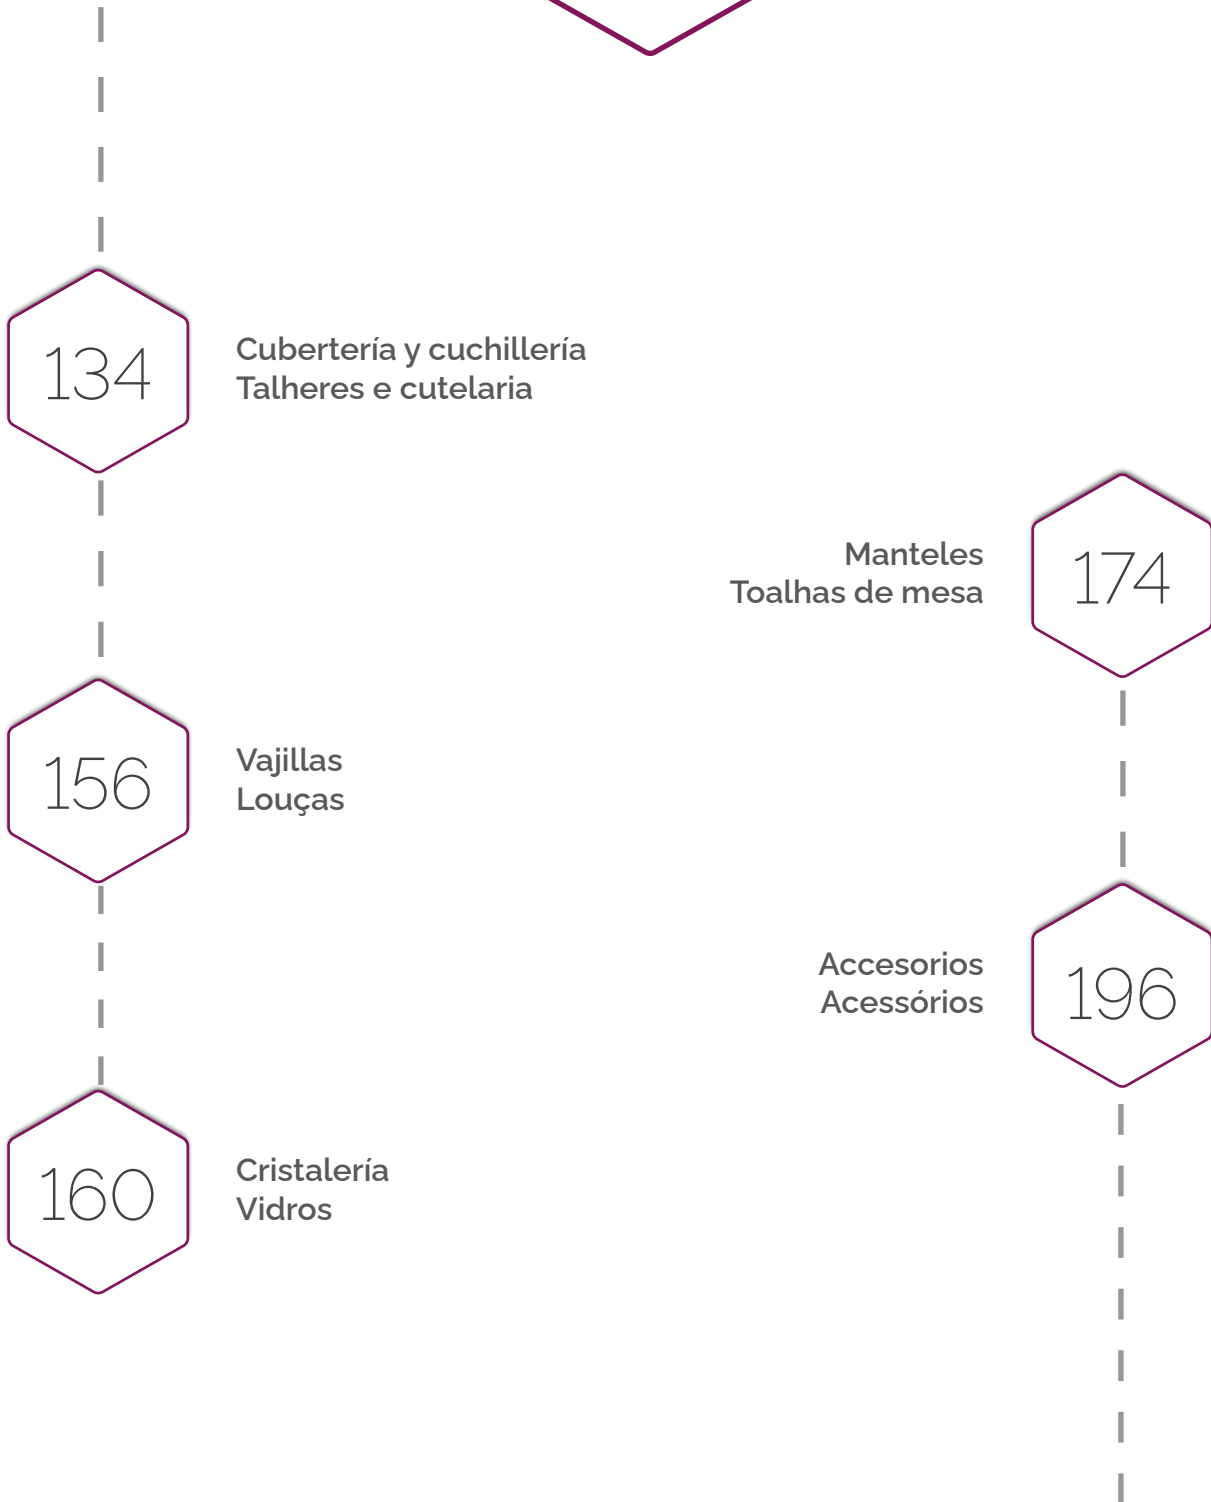 134
Cubertería y cuchillería
Talheres e cutelaria
156
Vajillas
Louças
160
Cristalería
Vidros
Manteles
Toalhas de mesa
174
Accesorios
Acessórios
196